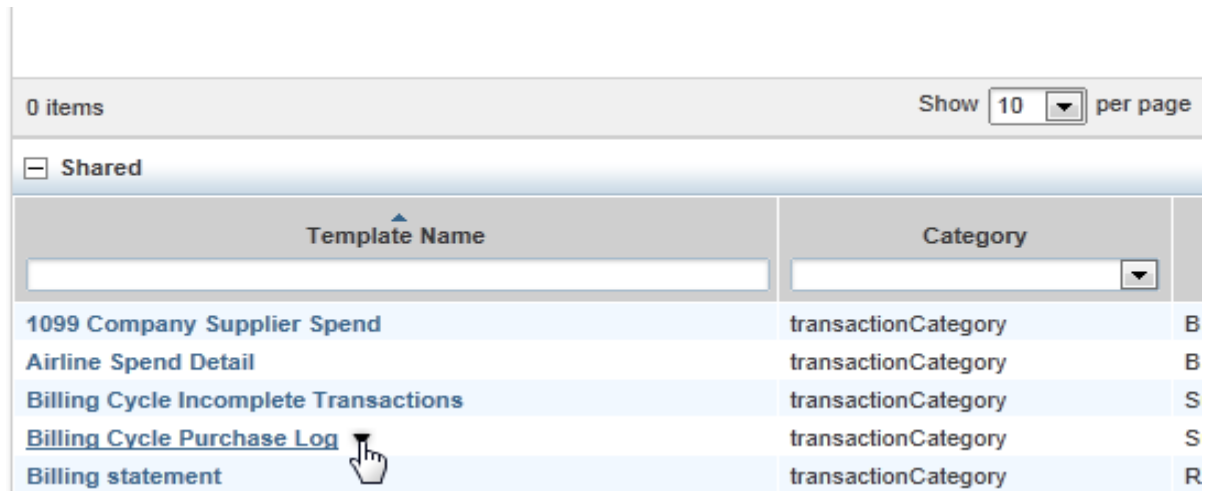 0 items Show 10 per page
Shared
Template Name Category
1099 Company Supplier Spend transactionCategory B
Airline Spend Detail transactionCategory B
Billing Cycle Incomplete Transactions transactionCategory S
Billing Cycle Purchase Log transactionCategory S
Billing statement transactionCategory R